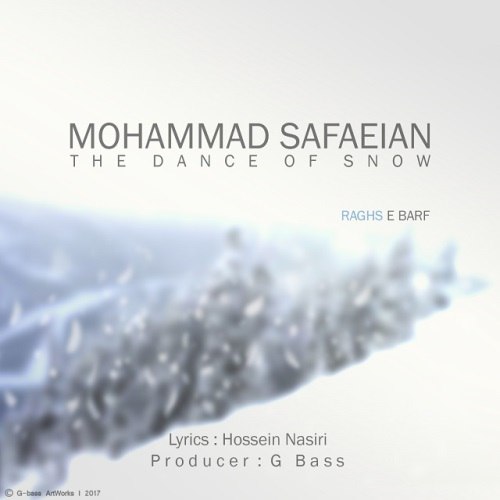 MOHAMMAD SAFAEIAN
THE DANCE OF SNOW
RAGHS E BARF
Lyrics : Hossein Nasiri
Producer : G Bass
© G-bass ArtWorks I 2017